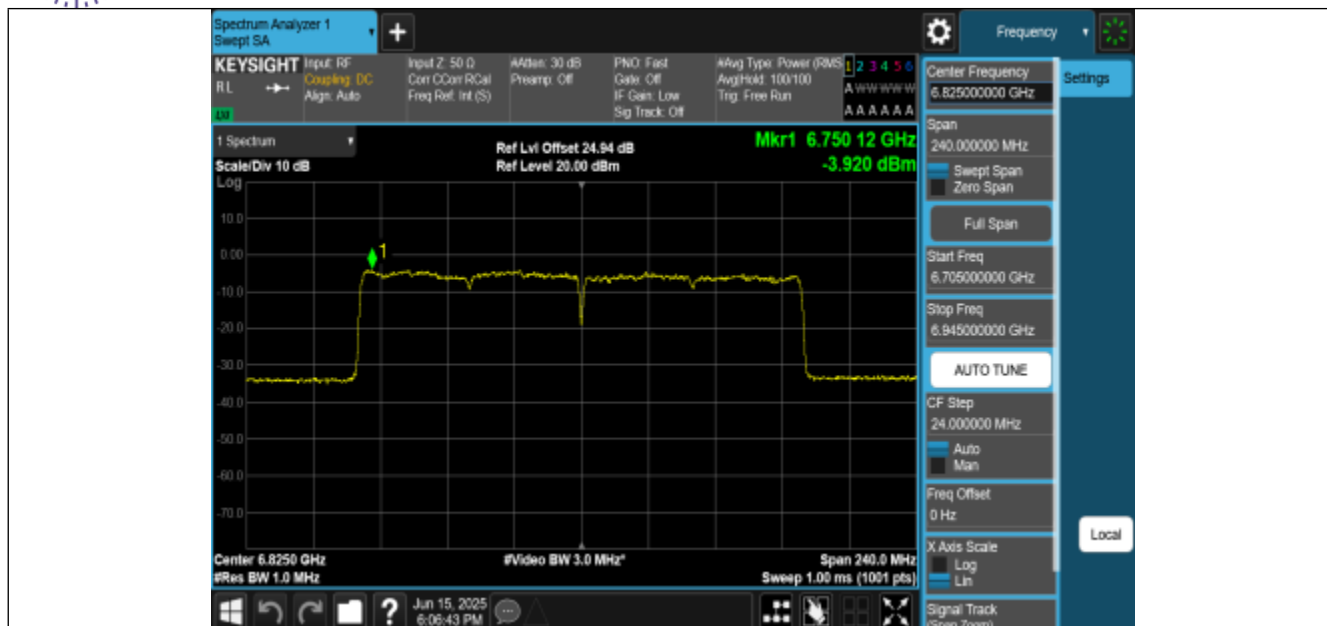 Spectrum Analyzer 1
Swept SA
+
Frequency
KEYSIGHT
RL
Input: RF
Coupling: DC
Align: Auto
Input Z: 50 Ω
Corr CCorr RCal
Freq Ref: Int (S)
#Atten: 30 dB
Preamp: Off
PNO: Fast
Gate: Off
IF Gain: Low
Sig Track: Off
#Avg Type: Power (RMS
Avg|Hold: 100/100
Trig: Free Run
1 2 3 4 5 6
A W W W W W
A A A A A A
1 Spectrum
Scale/Div 10 dB
Log
Ref Lvl Offset 24.94 dB
Ref Level 20.00 dBm
Mkr1 6.750 12 GHz
-3.920 dBm
1
10.0
0.00
-10.0
-20.0
-30.0
-40.0
-50.0
-60.0
-70.0
Center 6.8250 GHz
#Res BW 1.0 MHz
#Video BW 3.0 MHz*
Span 240.0 MHz
Sweep 1.00 ms (1001 pts)
Center Frequency
6.825000000 GHz
Span
240.000000 MHz
Swept Span
Zero Span
Full Span
Start Freq
6.705000000 GHz
Stop Freq
6.945000000 GHz
AUTO TUNE
CF Step
24.000000 MHz
Auto
Man
Freq Offset
0 Hz
X Axis Scale
Log
Lin
Signal Track
(Span Zoom)
Settings
Local
?
Jun 15, 2025
6:06:43 PM